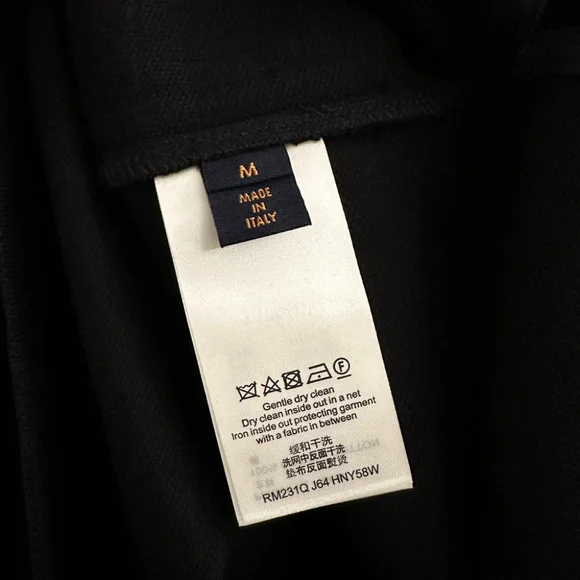 M
MADE
IN
ITALY
Gentle dry clean
Dry clean inside out in a net
Iron inside out protecting garment
with a fabric in between
缓和干洗
洗网中反面干洗
垫布反面熨烫
RM231Q J64 HNY58W